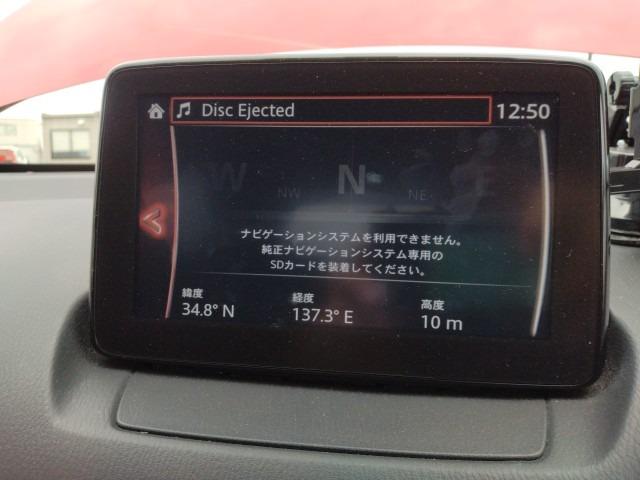 Disc Ejected 12:50
W NW N NE E
ナビゲーションシステムを利用できません。
純正ナビゲーションシステム専用の
SDカードを装着してください。
緯度 経度 高度
34.8° N 137.3° E 10 m